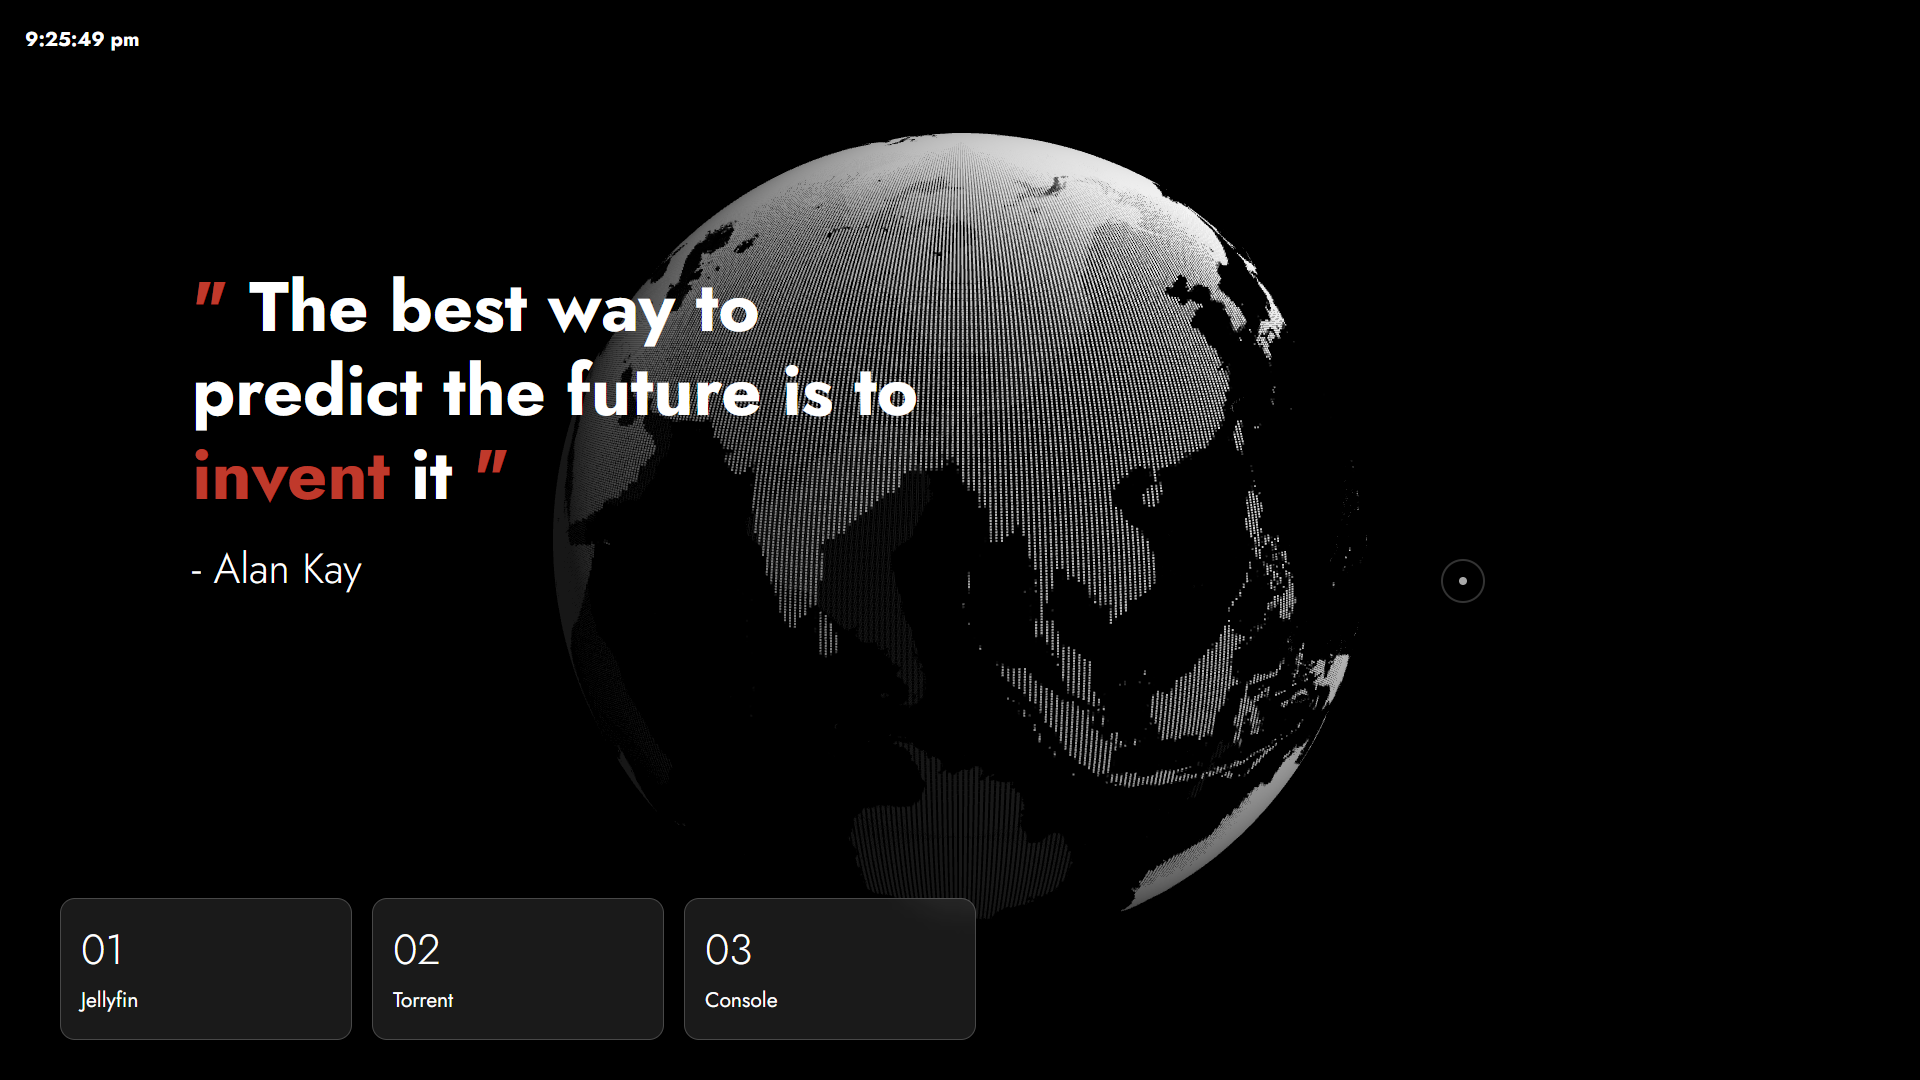 9:25:49 pm
" The best way to
predict the future is to
invent it "
- Alan Kay
01
Jellyfin
02
Torrent
03
Console